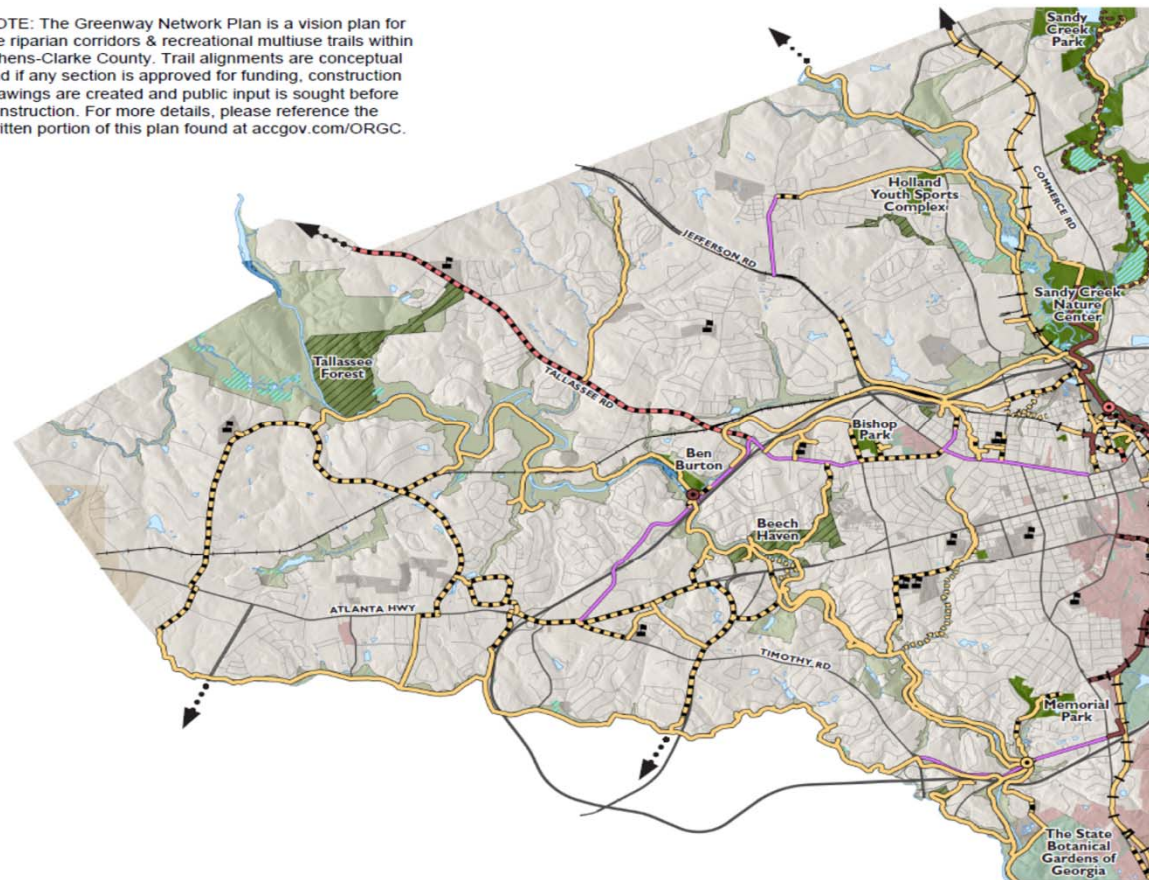 OTE: The Greenway Network Plan is a vision plan for
e riparian corridors & recreational multiuse trails within
hens-Clarke County. Trail alignments are conceptual
d if any section is approved for funding, construction
awings are created and public input is sought before
nstruction. For more details, please reference the
itten portion of this plan found at accgov.com/ORGC.
Sandy
Creek
Park
COMMERCE RD
Holland
Youth Sports
Complex
JEFFERSON RD
Sandy Creek
Nature
Center
Tallassee
Forest
TALLASSEE RD
Bishop
Park
Ben
Burton
Beech
Haven
ATLANTA HWY
TIMOTHY RD
Memorial
Park
The State
Botanical
Gardens of
Georgia